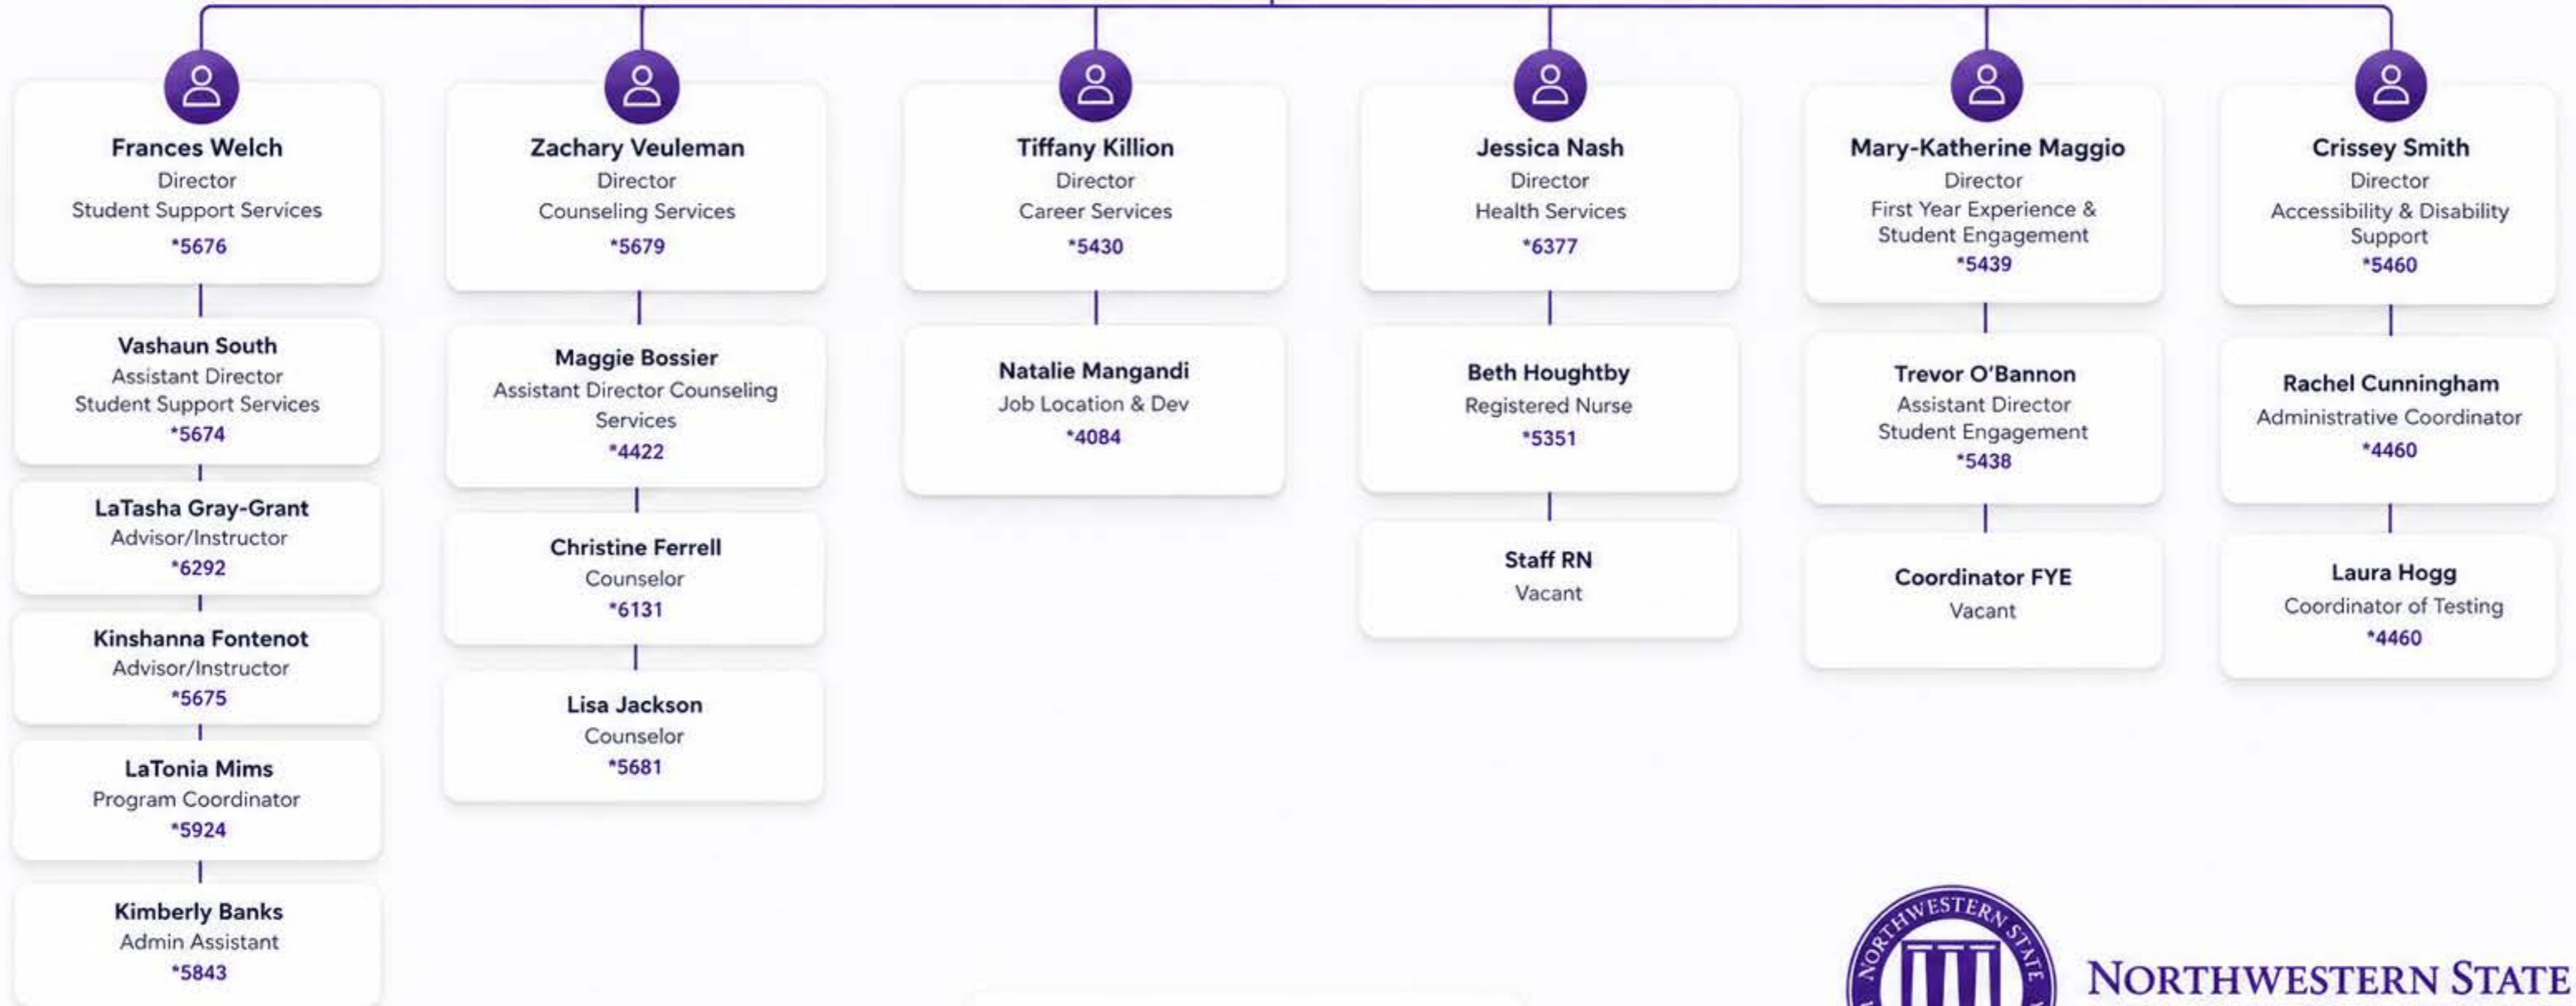 Frances Welch
Director
Student Support Services
*5676
Vashaun South
Assistant Director
Student Support Services
*5674
LaTasha Gray-Grant
Advisor/Instructor
*6292
Kinshanna Fontenot
Advisor/Instructor
*5675
LaTonia Mims
Program Coordinator
*5924
Kimberly Banks
Admin Assistant
*5843
Zachary Veuleman
Director
Counseling Services
*5679
Maggie Bossier
Assistant Director Counseling
Services
*4422
Christine Ferrell
Counselor
*6131
Lisa Jackson
Counselor
*5681
Tiffany Killion
Director
Career Services
*5430
Natalie Mangandi
Job Location & Dev
*4084
Jessica Nash
Director
Health Services
*6377
Beth Houghtby
Registered Nurse
*5351
Staff RN
Vacant
Mary-Katherine Maggio
Director
First Year Experience &
Student Engagement
*5439
Trevor O'Bannon
Assistant Director
Student Engagement
*5438
Coordinator FYE
Vacant
Crissey Smith
Director
Accessibility & Disability
Support
*5460
Rachel Cunningham
Administrative Coordinator
*4460
Laura Hogg
Coordinator of Testing
*4460
NORTHWESTERN STATE
NORTHWESTERN STATE